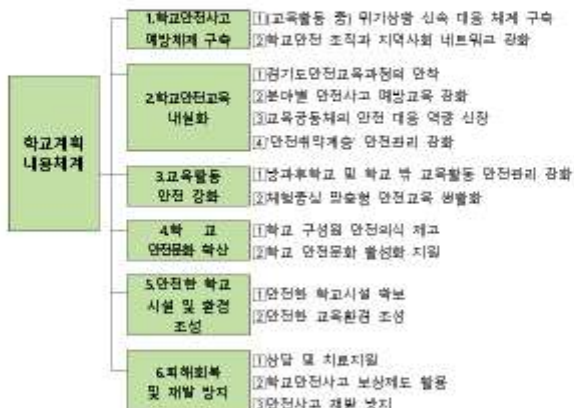 학교계획
내용체계
1.학교안전사고
예방체제 구축
①(교육활동 중) 위기상황 신속 대응 체계 구축
②학교안전 조직과 지역사회 네트워크 강화
2.학교안전교육
내실화
①경기도안전교육과정의 안착
②분야별 안전사고 예방교육 강화
③교육공동체의 안전 대응 역량 신장
④'안전취약계층' 안전관리 강화
3.교육활동
안전 강화
①방과후학교 및 학교 밖 교육활동 안전관리 강화
②체험중심 맞춤형 안전교육 생활화
4.학 교
안전문화 확산
①학교 구성원 안전의식 제고
②학교 안전문화 활성화 지원
5.안전한 학교
시설 및 환경
조성
①안전한 학교시설 확보
②안전한 교육환경 조성
6.피해회복
및 재발 방지
①상담 및 치료지원
②학교안전사고 보상제도 활용
③안전사고 재발 방지